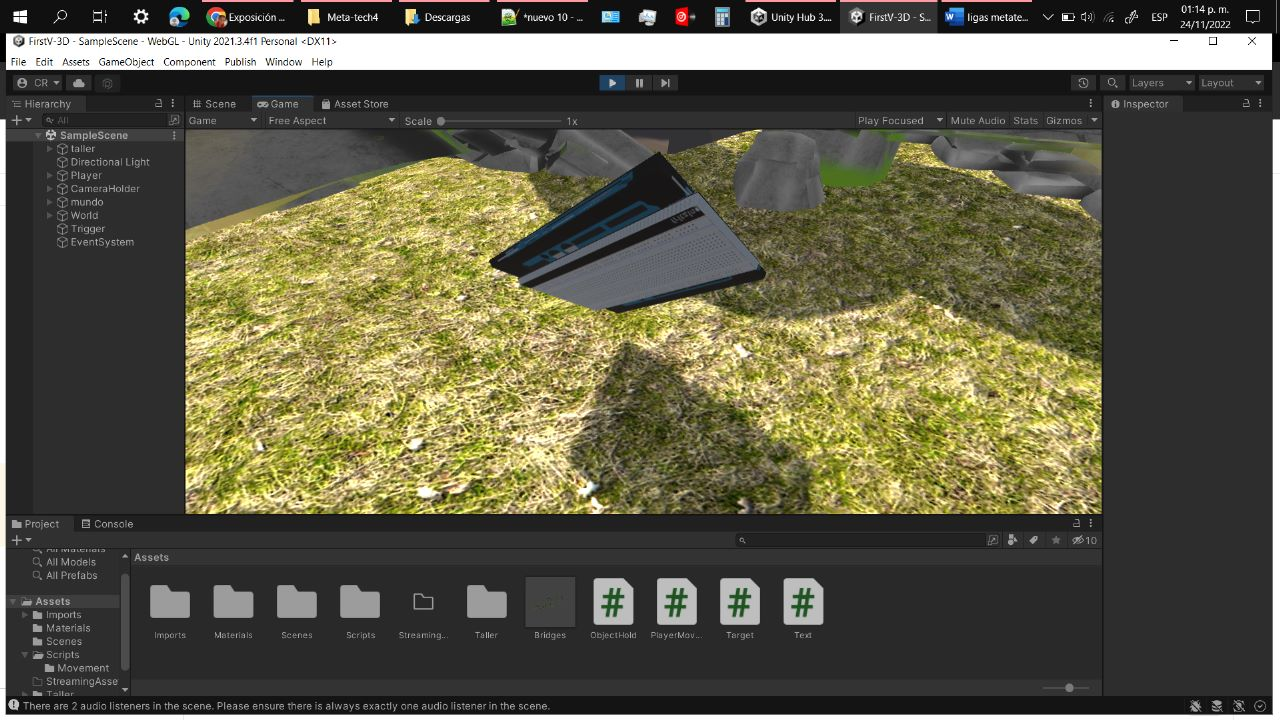 Exposición ...
Meta-tech4
Descargas
*nuevo 10 - ...
Unity Hub 3....
FirstV-3D - S...
ligas metate...
ESP
01:14 p. m.
24/11/2022
FirstV-3D - SampleScene - WebGL - Unity 2021.3.4f1 Personal <DX11>
File Edit Assets GameObject Component Publish Window Help
CR
Layers
Layout
Hierarchy
Scene
Game
Asset Store
Inspector
All
Game
Free Aspect
Scale
1x
Play Focused
Mute Audio
Stats
Gizmos
SampleScene
taller
Directional Light
Player
CameraHolder
mundo
World
Trigger
EventSystem
Project
Console
10
All Materials
All Models
All Prefabs
Assets
Imports
Materials
Scenes
Scripts
Movement
StreamingAsse
Taller
Assets
Imports
Materials
Scenes
Scripts
Streaming...
Taller
Bridges
ObjectHold
PlayerMov...
Target
Text
There are 2 audio listeners in the scene. Please ensure there is always exactly one audio listener in the scene.